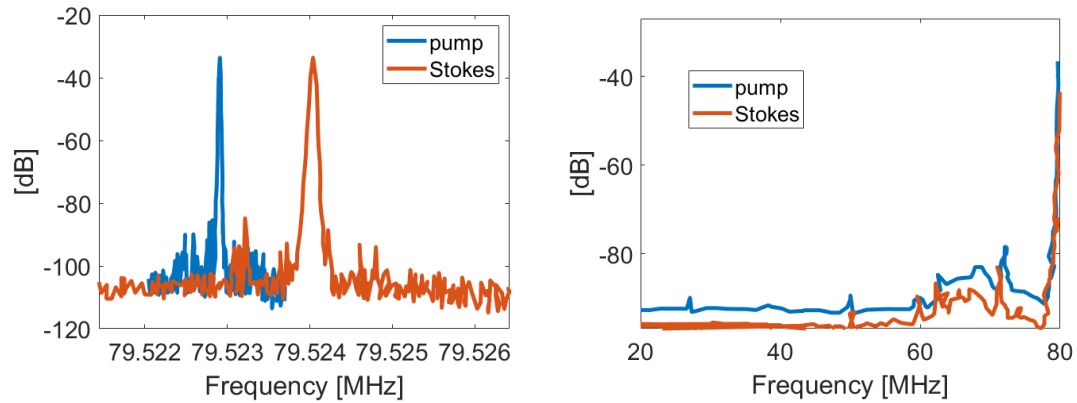 -20
-40
-60
-80
-100
-120
[dB]
pump
Stokes
79.522 79.523 79.524 79.525 79.526
Frequency [MHz]
-40
-60
-80
[dB]
pump
Stokes
20 40 60 80
Frequency [MHz]